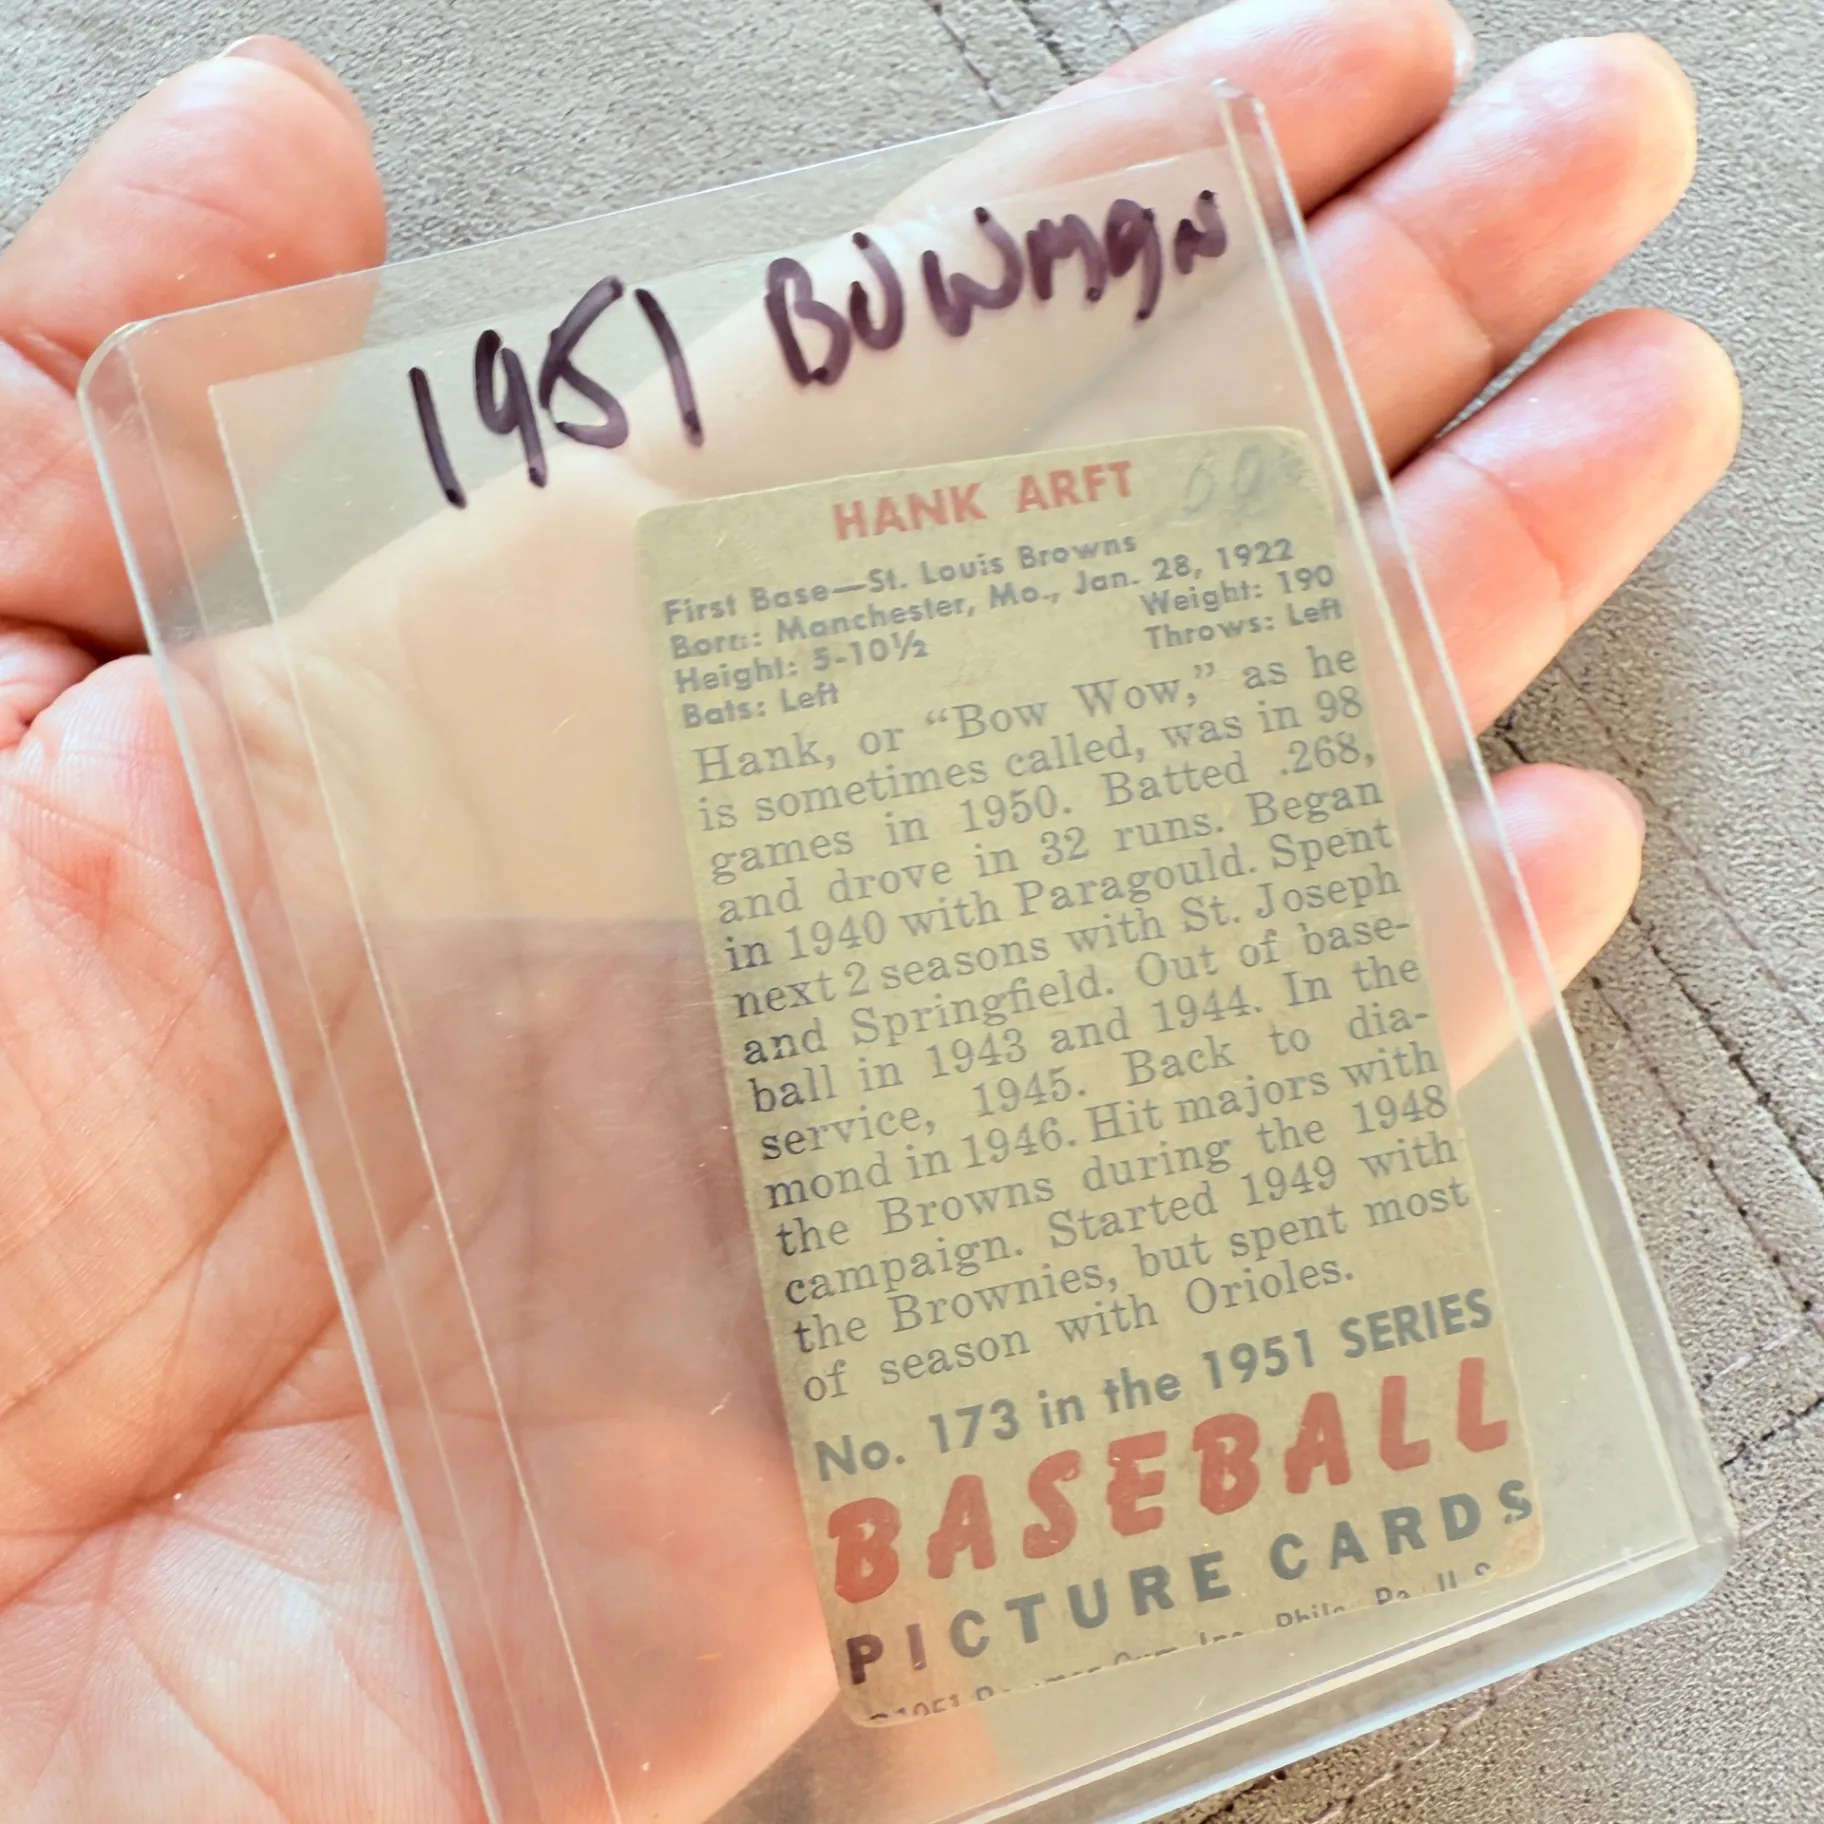 1951 BOWMAN
HANK ARFT
First Base—St. Louis Browns
Born: Manchester, Mo., Jan. 28, 1922
Height: 5-10½ Weight: 190
Bats: Left Throws: Left
Hank, or “Bow Wow,” as he
is sometimes called, was in 98
games in 1950. Batted .268,
and drove in 32 runs. Began
in 1940 with Paragould. Spent
next 2 seasons with St. Joseph
and Springfield. Out of base-
ball in 1943 and 1944. In the
service, 1945. Back to dia-
mond in 1946. Hit majors with
the Browns during the 1948
campaign. Started 1949 with
the Brownies, but spent most
of season with Orioles.
No. 173 in the 1951 SERIES
BASEBALL
PICTURE CARDS
©1951 Gum, Inc., Phila., Pa., U.S.